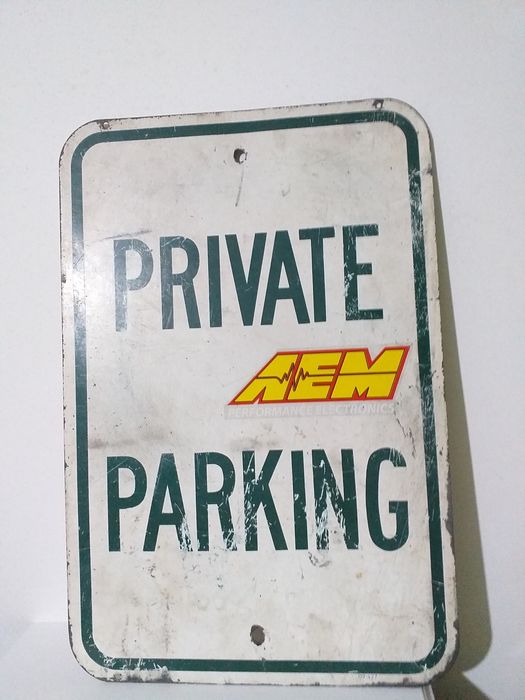 PRIVATE
AEM
PERFORMANCE ELECTRONICS
PARKING